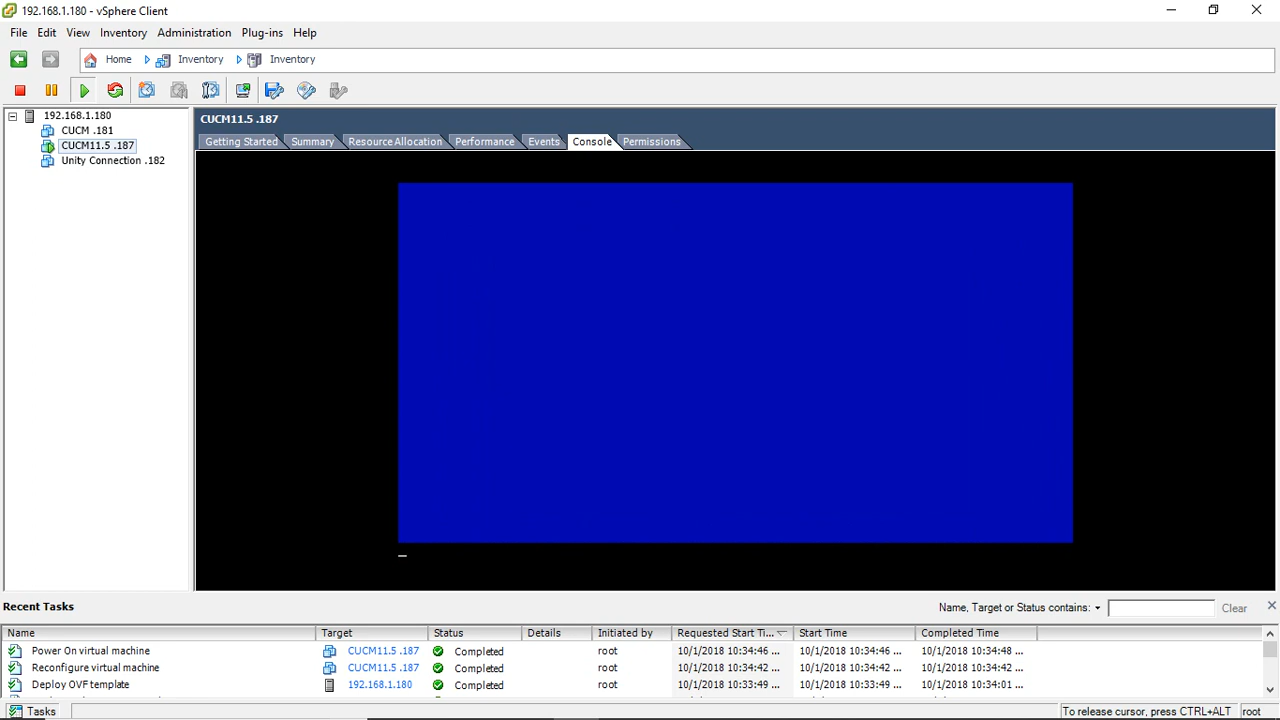 192.168.1.180 - vSphere Client
File Edit View Inventory Administration Plug-ins Help
Home Inventory Inventory
192.168.1.180
CUCM .181
CUCM11.5 .187
Unity Connection .182
CUCM11.5 .187
Getting Started Summary Resource Allocation Performance Events Console Permissions
Recent Tasks
Name, Target or Status contains: Clear
Name Target Status Details Initiated by Requested Start Ti... Start Time Completed Time
Power On virtual machine CUCM11.5 .187 Completed root 10/1/2018 10:34:46 ... 10/1/2018 10:34:46 ... 10/1/2018 10:34:48 ...
Reconfigure virtual machine CUCM11.5 .187 Completed root 10/1/2018 10:34:42 ... 10/1/2018 10:34:42 ... 10/1/2018 10:34:42 ...
Deploy OVF template 192.168.1.180 Completed root 10/1/2018 10:33:49 ... 10/1/2018 10:33:49 ... 10/1/2018 10:34:01 ...
Tasks To release cursor, press CTRL+ALT root